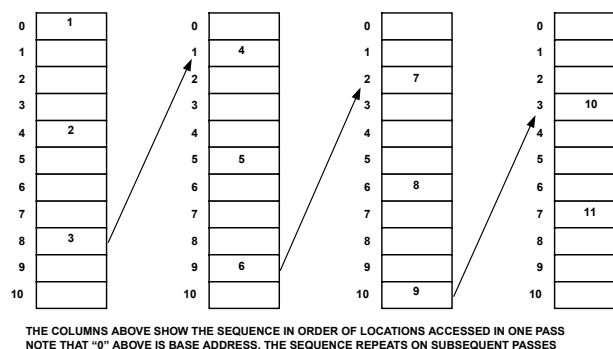 0 1 0 0 0
1 1 4 1 1
2 2 2 7 2
3 3 3 3 10
4 2 4 4 4
5 5 5 5 5
6 6 6 8 6
7 7 7 7 11
8 3 8 8 8
9 9 6 9 9
10 10 10 9 10
THE COLUMNS ABOVE SHOW THE SEQUENCE IN ORDER OF LOCATIONS ACCESSED IN ONE PASS
NOTE THAT “0” ABOVE IS BASE ADDRESS. THE SEQUENCE REPEATS ON SUBSEQUENT PASSES